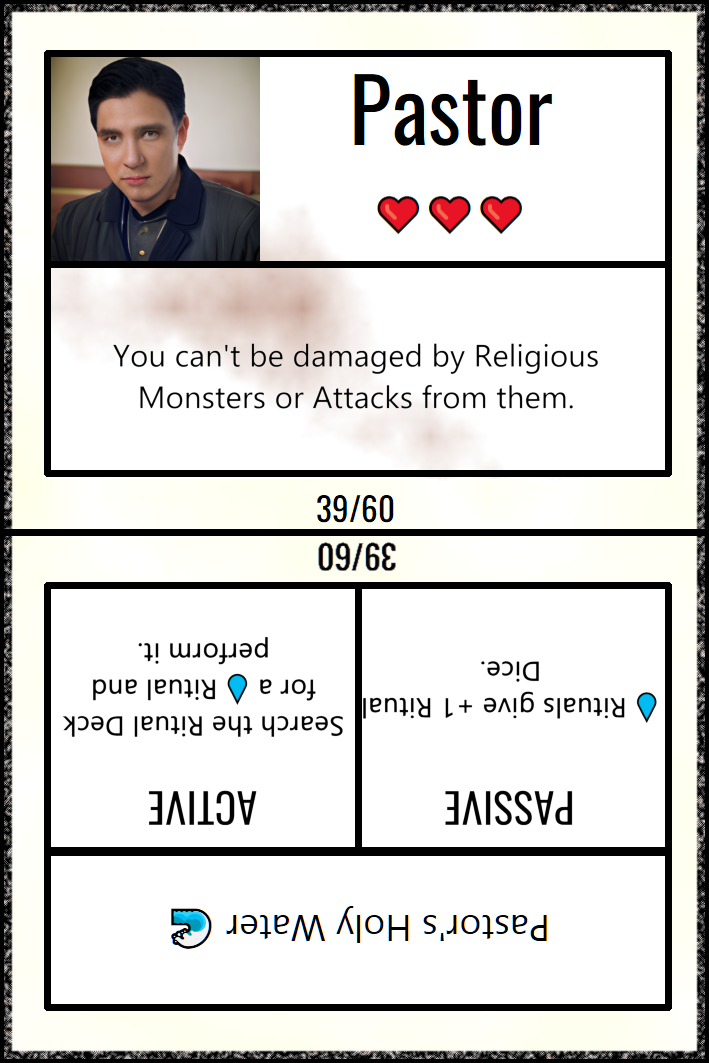 Pastor
You can't be damaged by Religious
Monsters or Attacks from them.
39/60
39/60
Pastor's Holy Water
PASSIVE
Rituals give +1 Ritual
Dice.
ACTIVE
Search the Ritual Deck
for a Ritual and
perform it.